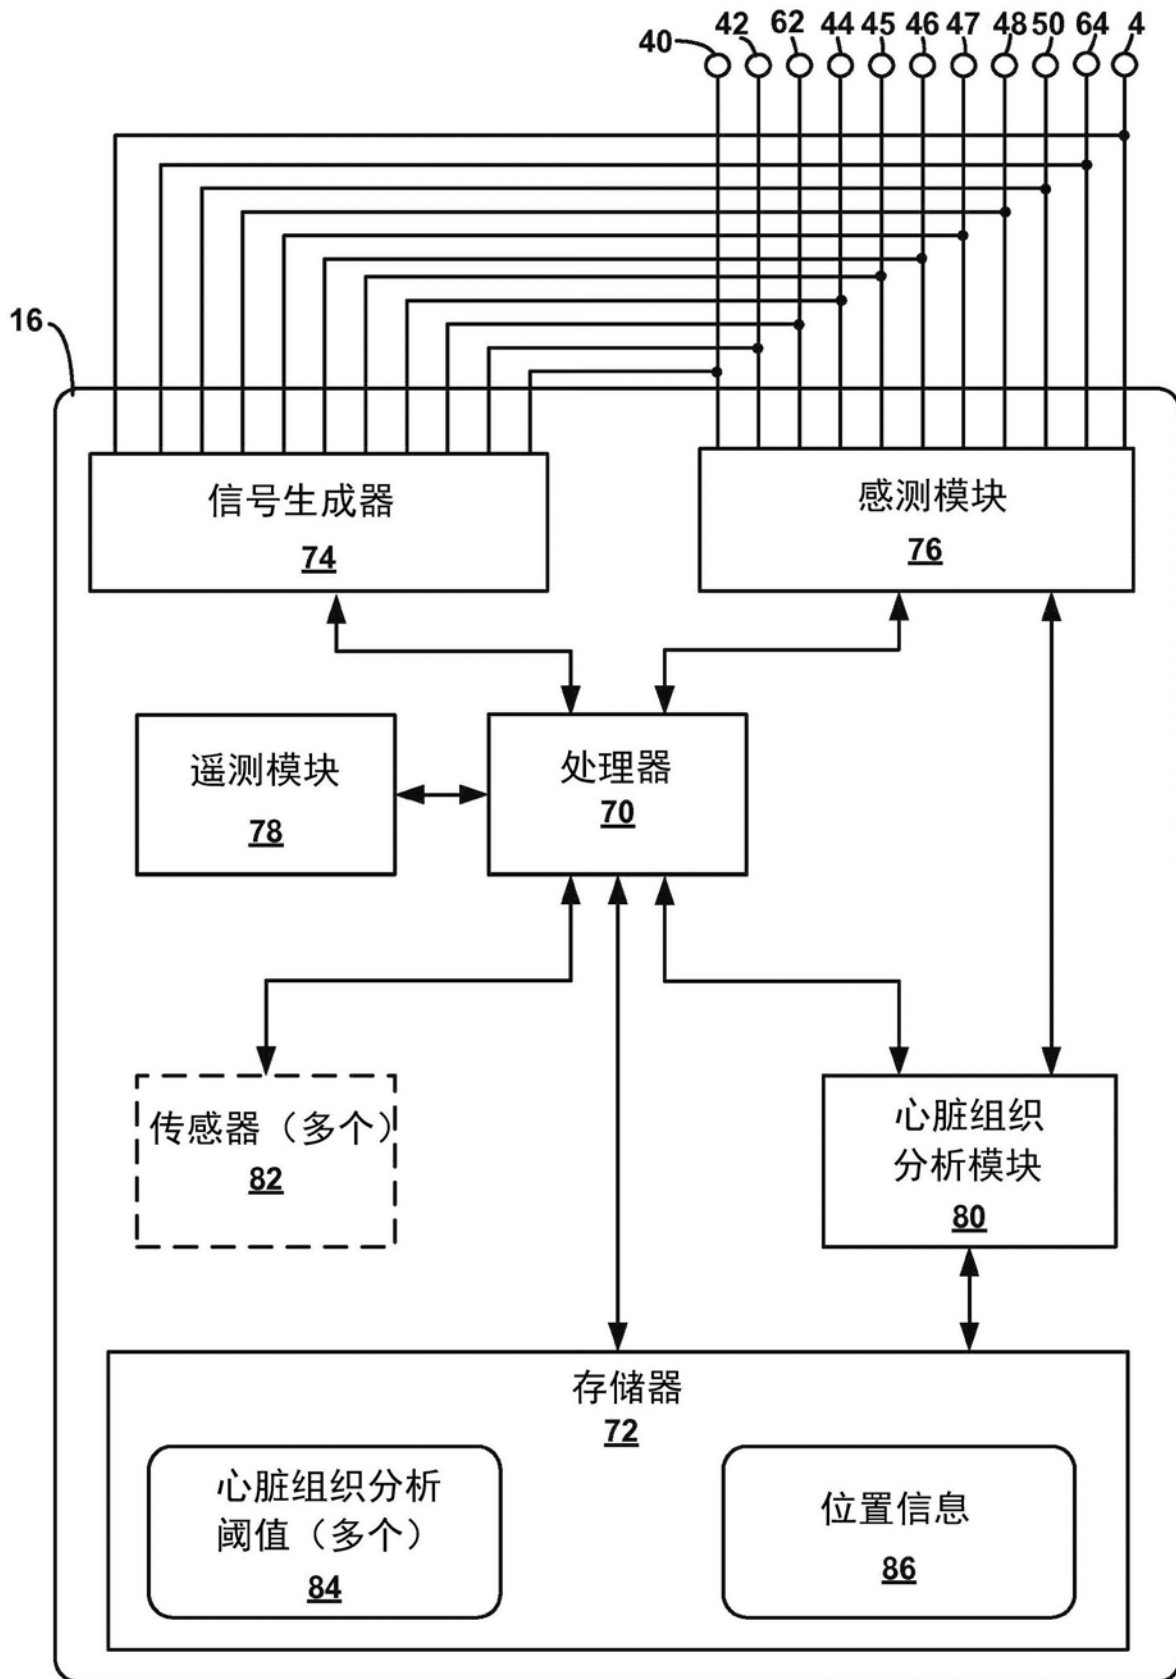 40 42 62 44 45 46 47 48 50 64 4
16
信号生成器
74
感测模块
76
遥测模块
78
处理器
70
传感器（多个）
82
心脏组织
分析模块
80
存储器
72
心脏组织分析
阈值（多个）
84
位置信息
86